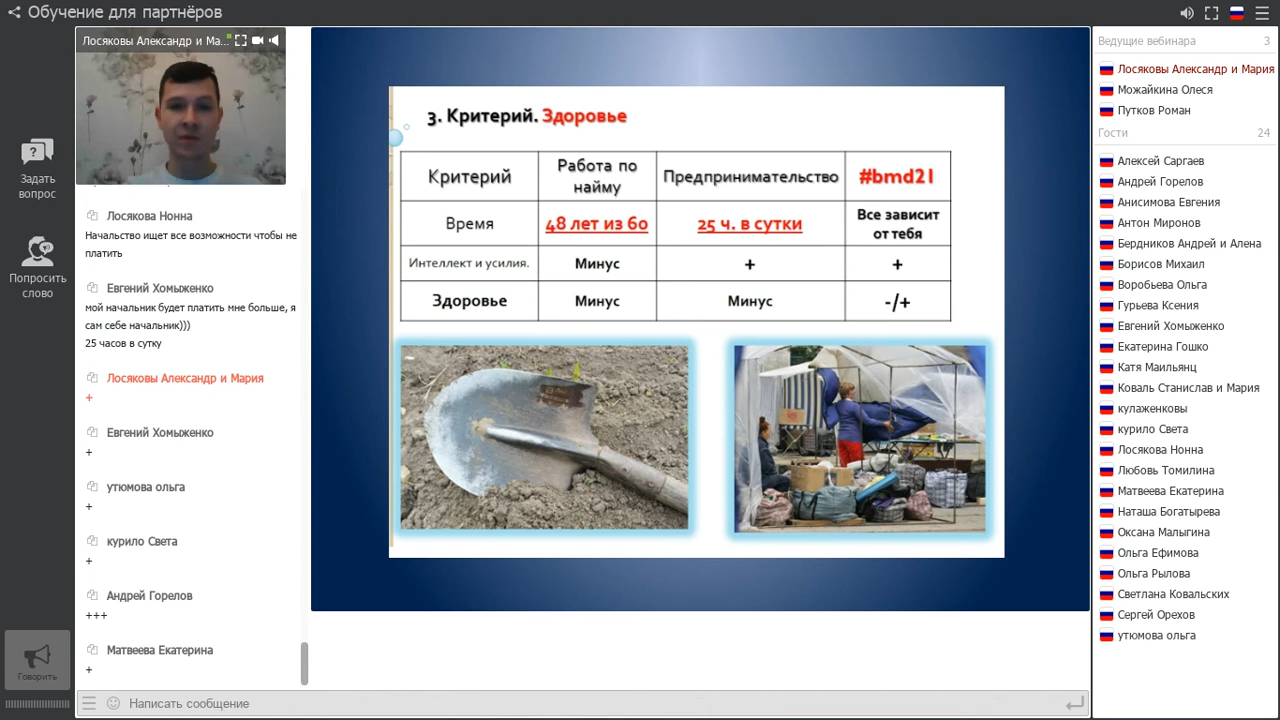 Обучение для партнёров
Лосяковы Александр и Ма...
Задать
вопрос
Попросить
слово
Говорить
Лосякова Нонна
Начальство ищет все возможности чтобы не
платить
Евгений Хомыженко
мой начальник будет платить мне больше, я
сам себе начальник)))
25 часов в сутку
Лосяковы Александр и Мария
+
Евгений Хомыженко
+
утюмова ольга
+
курило Света
+
Андрей Горелов
+++
Матвеева Екатерина
+
Написать сообщение
3. Критерий. Здоровье
Критерий
Работа по
найму
Предпринимательство
#bmd21
Время
48 лет из 60
25 ч. в сутки
Все зависит
от тебя
Интеллект и усилия.
Минус
+
+
Здоровье
Минус
Минус
-/+
Ведущие вебинара 3
Лосяковы Александр и Мария
Можайкина Олеся
Путков Роман
Гости 24
Алексей Саргаев
Андрей Горелов
Анисимова Евгения
Антон Миронов
Бердников Андрей и Алена
Борисов Михаил
Воробьева Ольга
Гурьева Ксения
Евгений Хомыженко
Екатерина Гошко
Катя Маильянц
Коваль Станислав и Мария
кулаженковы
курило Света
Лосякова Нонна
Любовь Томилина
Матвеева Екатерина
Наташа Богатырева
Оксана Малыгина
Ольга Ефимова
Ольга Рылова
Светлана Ковальских
Сергей Орехов
утюмова ольга